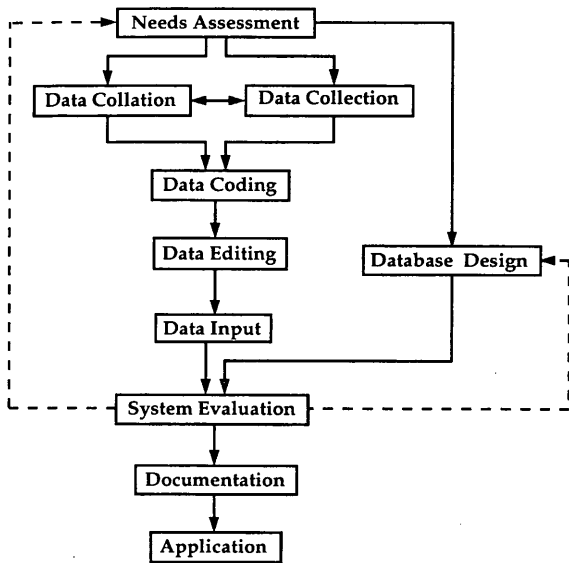 Needs Assessment
Data Collation
Data Collection
Data Coding
Data Editing
Database Design
Data Input
System Evaluation
Documentation
Application